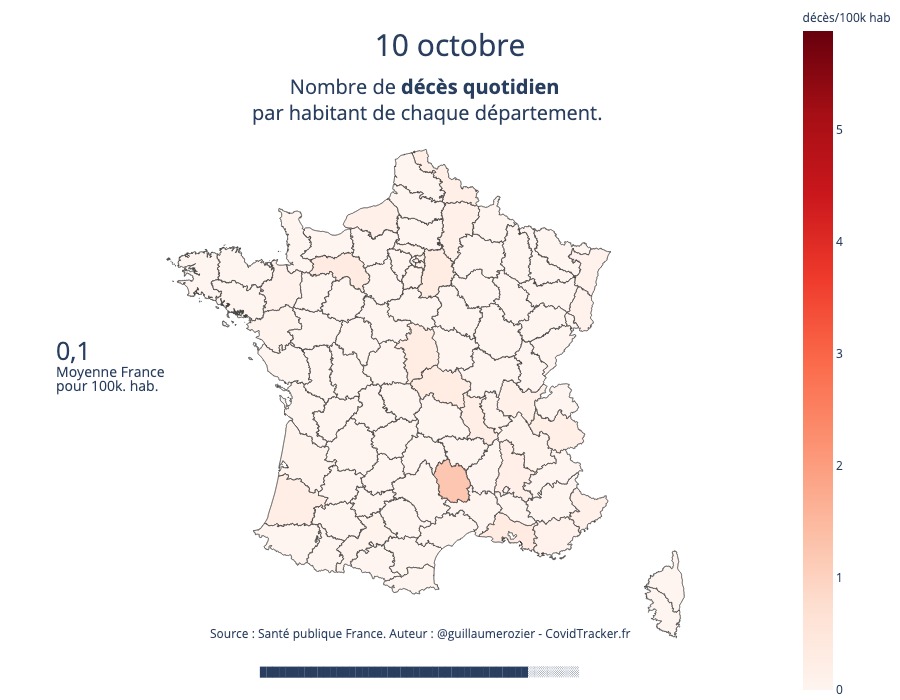 10 octobre
Nombre de décès quotidien
par habitant de chaque département.
0,1
Moyenne France
pour 100k. hab.
décès/100k hab
5
4
3
2
1
0
Source : Santé publique France. Auteur : @guillaumerozier - CovidTracker.fr